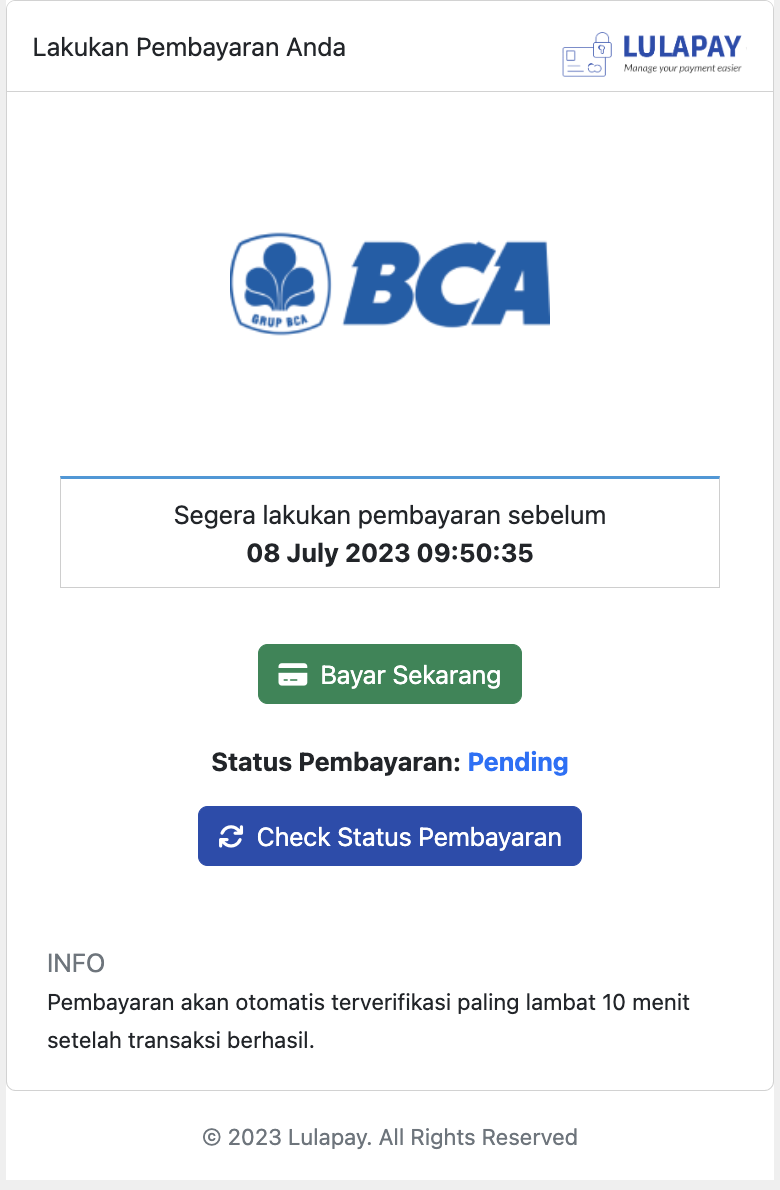 Lakukan Pembayaran Anda
LULAPAY
Manage your payment easier
GRUP BCA
BCA
Segera lakukan pembayaran sebelum
08 July 2023 09:50:35
Bayar Sekarang
Status Pembayaran: Pending
Check Status Pembayaran
INFO
Pembayaran akan otomatis terverifikasi paling lambat 10 menit
setelah transaksi berhasil.
© 2023 Lulapay. All Rights Reserved